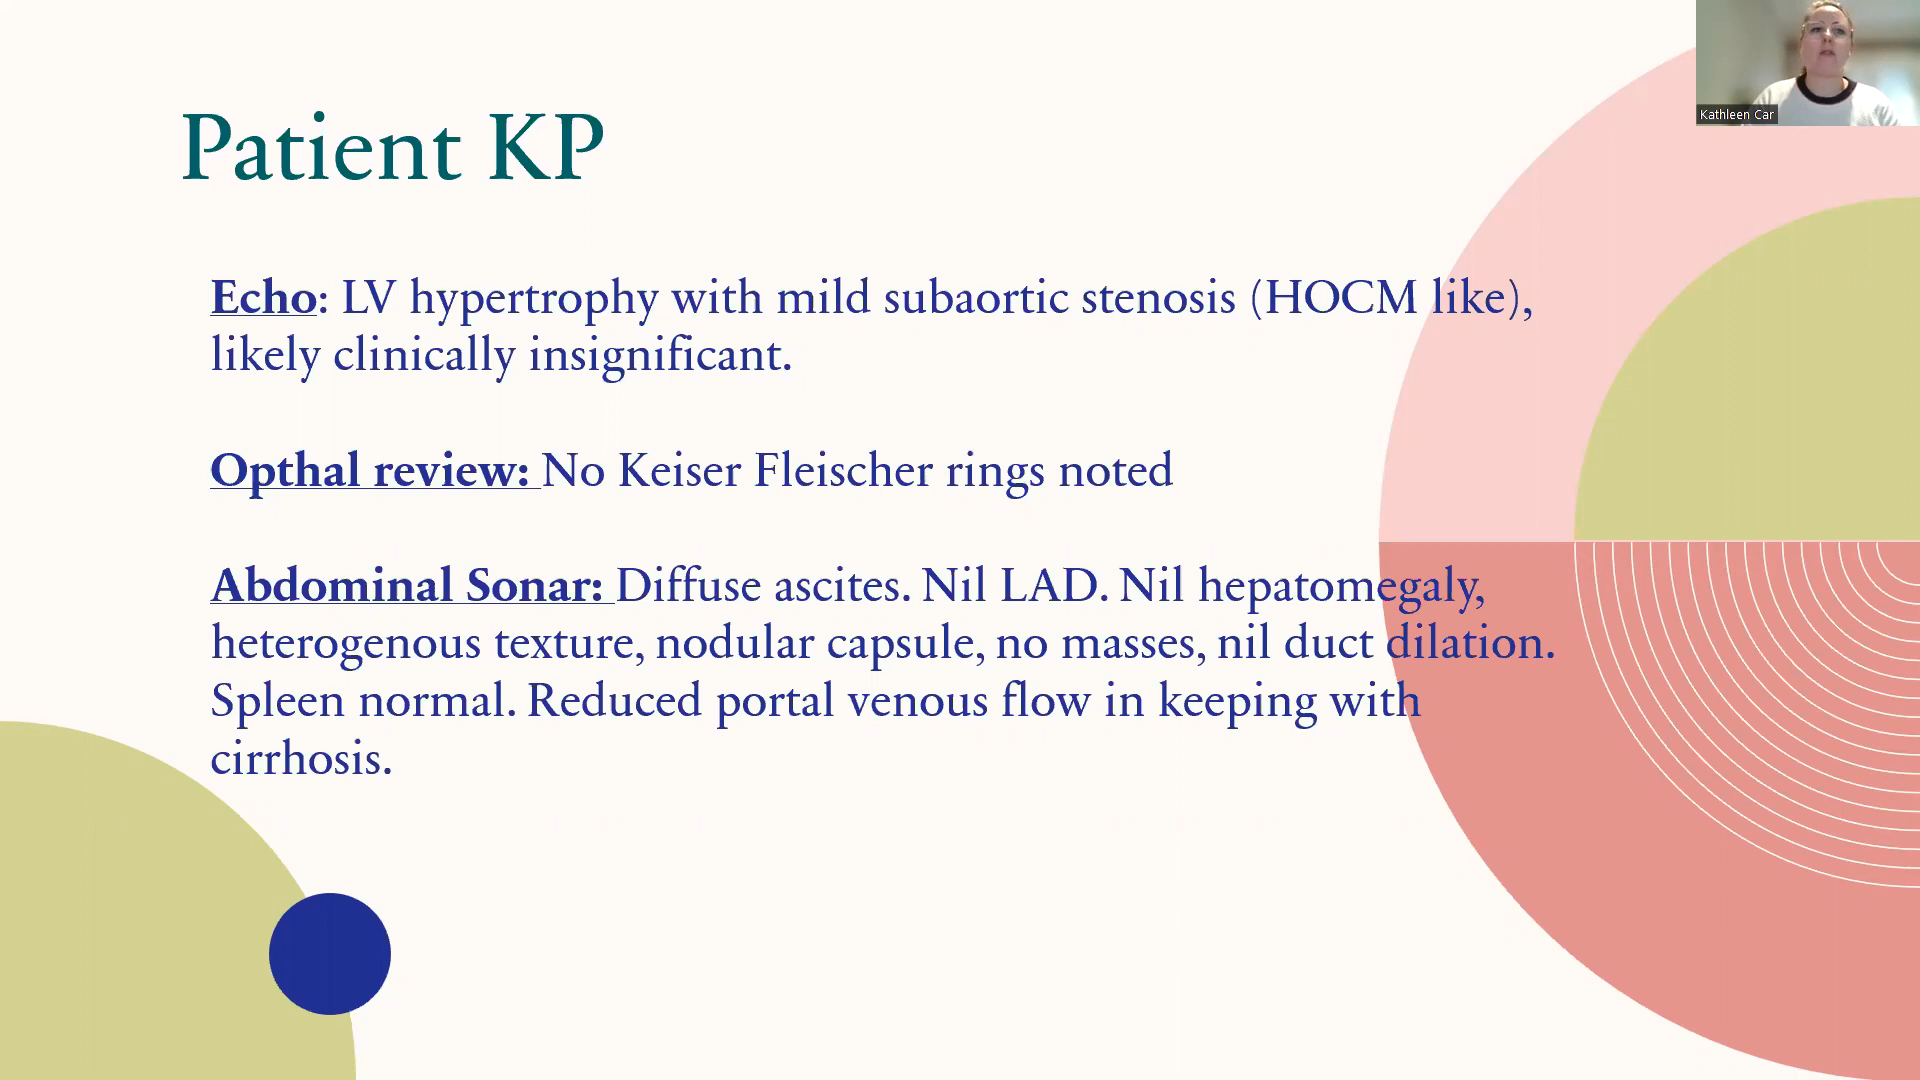 Kathleen Car
Patient KP
Echo: LV hypertrophy with mild subaortic stenosis (HOCM like),
likely clinically insignificant.
Opthal review: No Keiser Fleischer rings noted
Abdominal Sonar: Diffuse ascites. Nil LAD. Nil hepatomegaly,
heterogenous texture, nodular capsule, no masses, nil duct dilation.
Spleen normal. Reduced portal venous flow in keeping with
cirrhosis.